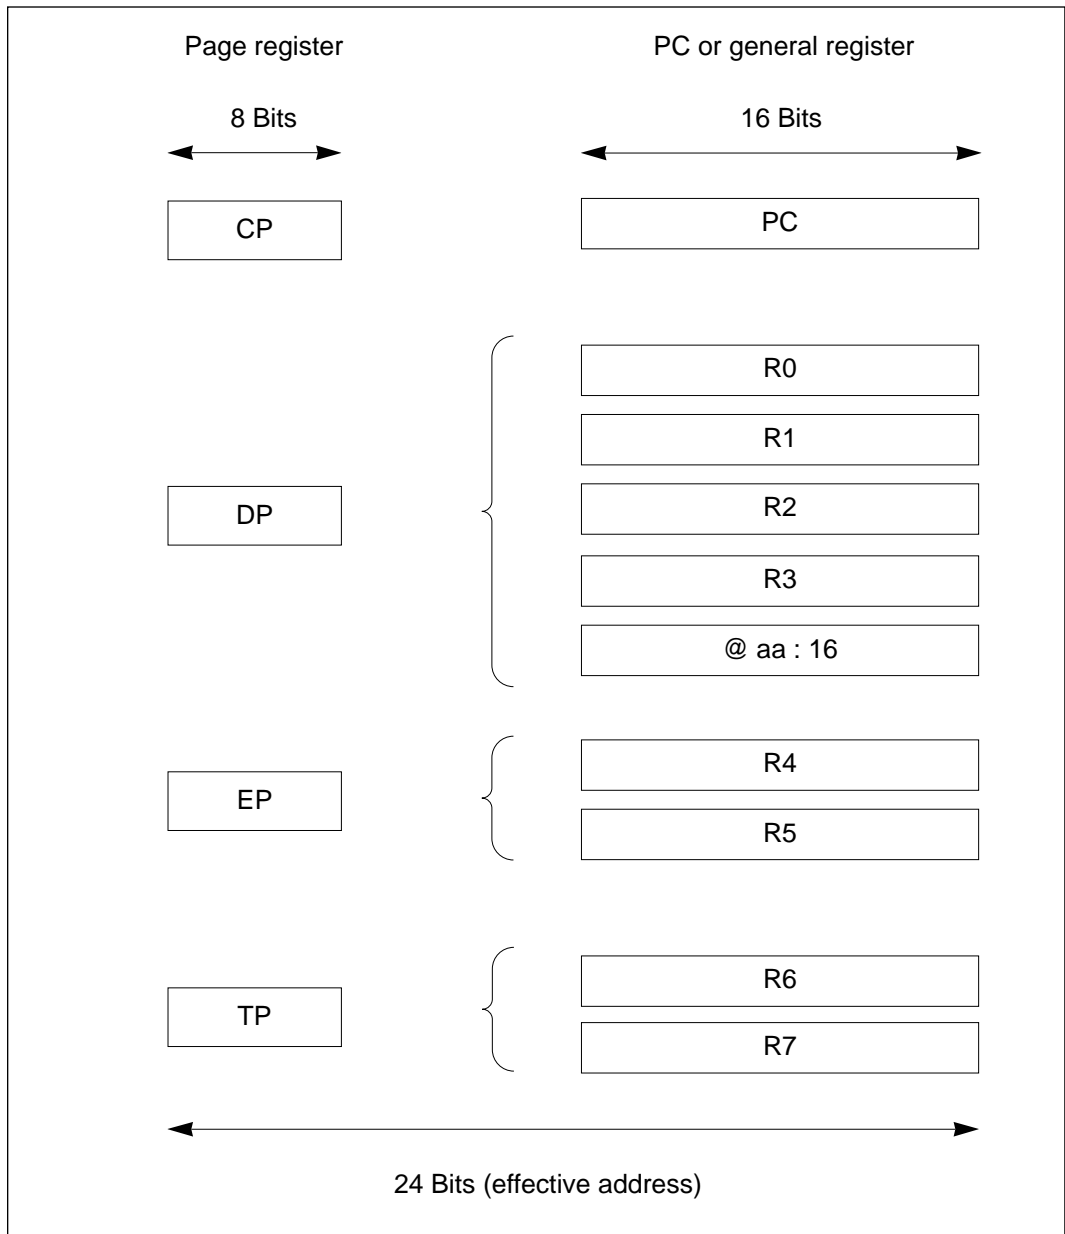 Page register
PC or general register
8 Bits
16 Bits
CP
PC
R0
R1
DP
R2
R3
@ aa : 16
R4
EP
R5
R6
TP
R7
24 Bits (effective address)